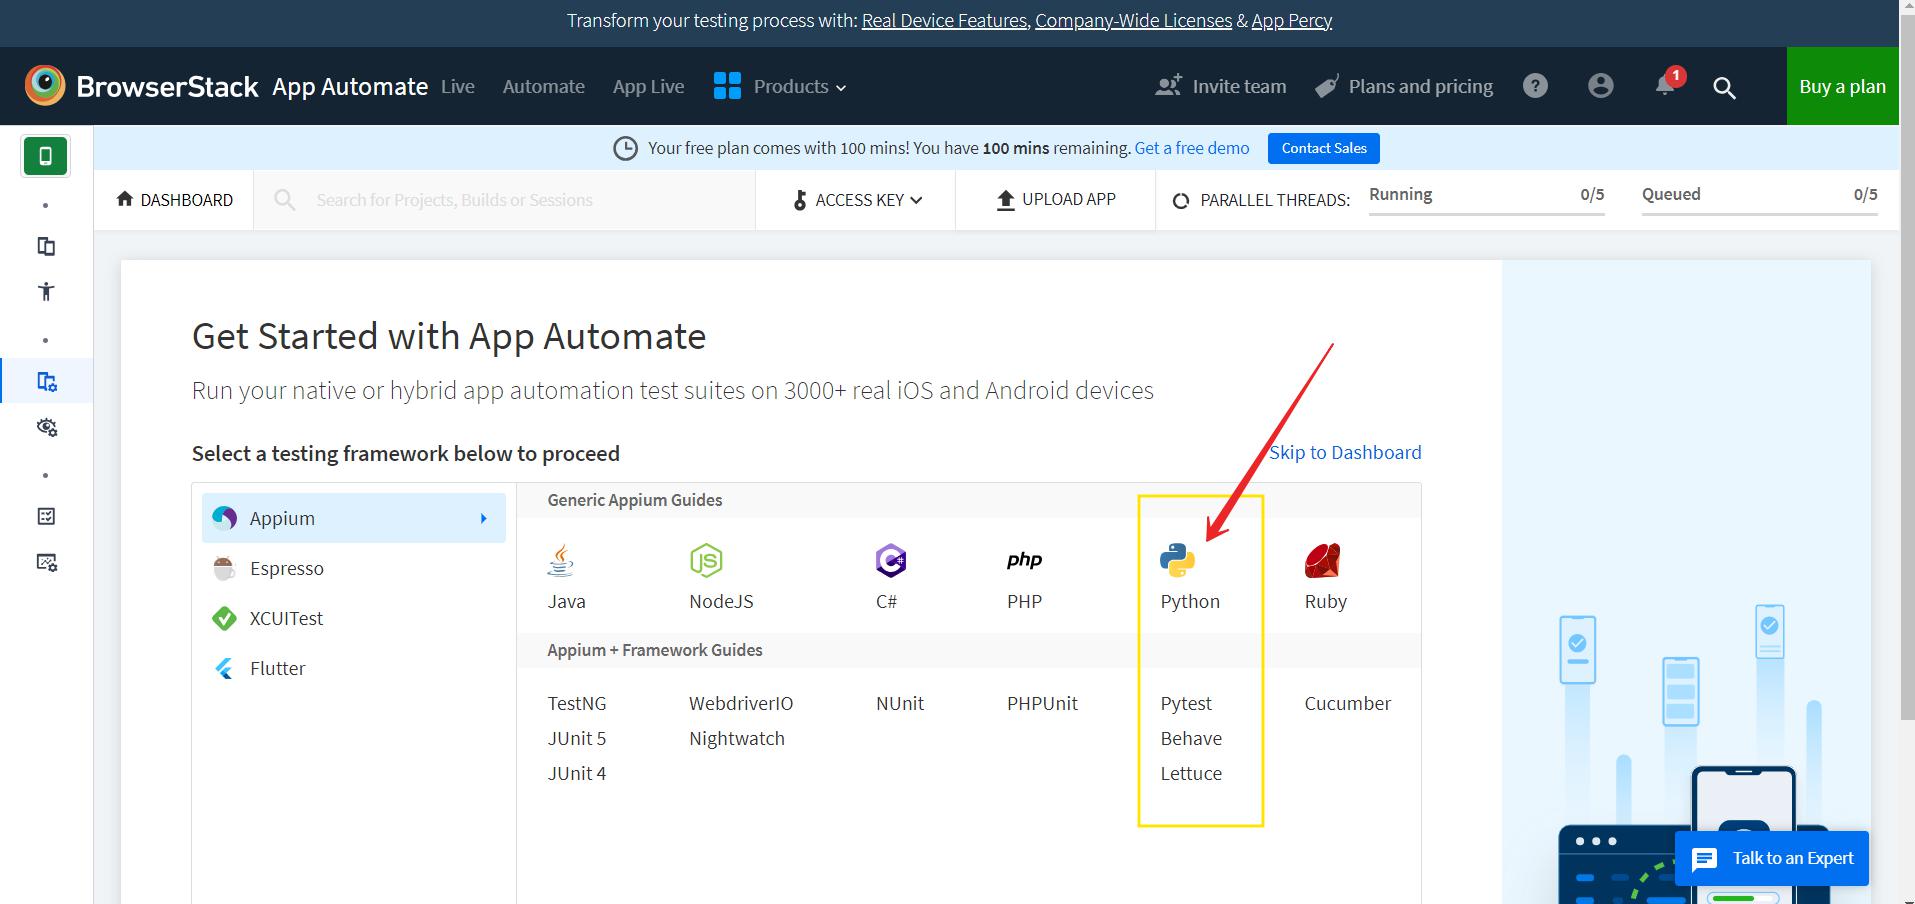 Transform your testing process with: Real Device Features, Company-Wide Licenses & App Percy
BrowserStack App Automate Live Automate App Live Products Invite team Plans and pricing ? 1 Buy a plan
Your free plan comes with 100 mins! You have 100 mins remaining. Get a free demo Contact Sales
DASHBOARD Search for Projects, Builds or Sessions ACCESS KEY UPLOAD APP PARALLEL THREADS: Running 0/5 Queued 0/5
Get Started with App Automate
Run your native or hybrid app automation test suites on 3000+ real iOS and Android devices
Select a testing framework below to proceed Skip to Dashboard
Appium
Espresso
XCUITest
Flutter
Generic Appium Guides
JS C# php
Java NodeJS C# PHP Python Ruby
Appium + Framework Guides
TestNG WebdriverIO NUnit PHPUnit Pytest Cucumber
JUnit 5 Nightwatch Behave
JUnit 4 Lettuce
Talk to an Expert